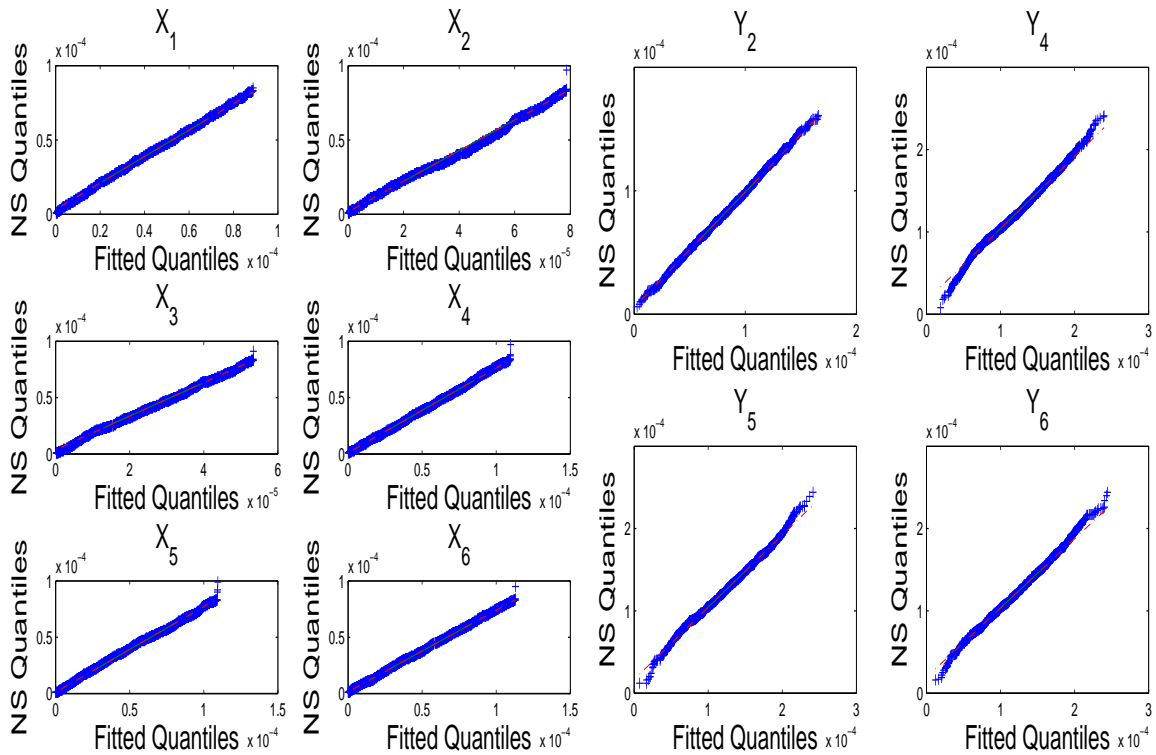 X1
x 10^-4
NS Quantiles
1
0.5
0
0 0.2 0.4 0.6 0.8 1
Fitted Quantiles x 10^-4
X2
x 10^-4
NS Quantiles
1
0.5
0
0 2 4 6 8
Fitted Quantiles x 10^-5
X3
x 10^-4
NS Quantiles
1
0.5
0
0 2 4 6
Fitted Quantiles x 10^-5
X4
x 10^-4
NS Quantiles
1
0.5
0
0 0.5 1 1.5
Fitted Quantiles x 10^-4
X5
x 10^-4
NS Quantiles
1
0.5
0
0 0.5 1 1.5
Fitted Quantiles x 10^-4
X6
x 10^-4
NS Quantiles
1
0.5
0
0 0.5 1 1.5
Fitted Quantiles x 10^-4
Y2
x 10^-4
NS Quantiles
1
0
0 1 2
Fitted Quantiles x 10^-4
Y4
x 10^-4
NS Quantiles
2
1
0
0 1 2 3
Fitted Quantiles x 10^-4
Y5
x 10^-4
NS Quantiles
2
1
0
0 1 2 3
Fitted Quantiles x 10^-4
Y6
x 10^-4
NS Quantiles
2
1
0
0 1 2 3
Fitted Quantiles x 10^-4